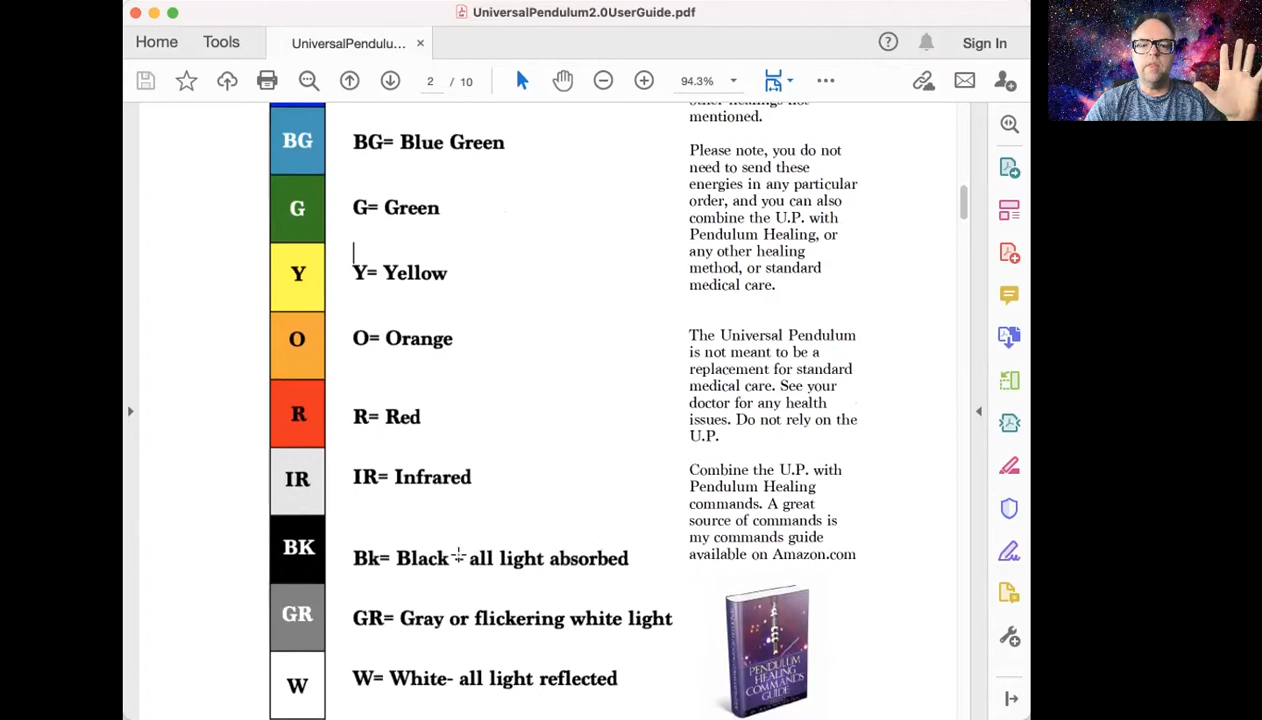 UniversalPendulum2.0UserGuide.pdf
Home
Tools
UniversalPendulu...
Sign In
2 / 10
94.3%
BG
BG= Blue Green
G
G= Green
Y
Y= Yellow
O
O= Orange
R
R= Red
IR
IR= Infrared
BK
Bk= Black- all light absorbed
GR
GR= Gray or flickering white light
W
W= White- all light reflected
other healings not
mentioned.
Please note, you do not
need to send these
energies in any particular
order, and you can also
combine the U.P. with
Pendulum Healing, or
any other healing
method, or standard
medical care.
The Universal Pendulum
is not meant to be a
replacement for standard
medical care. See your
doctor for any health
issues. Do not rely on the
U.P.
Combine the U.P. with
Pendulum Healing
commands. A great
source of commands is
my commands guide
available on Amazon.com
PENDULUM
HEALING
COMMANDS
GUIDE